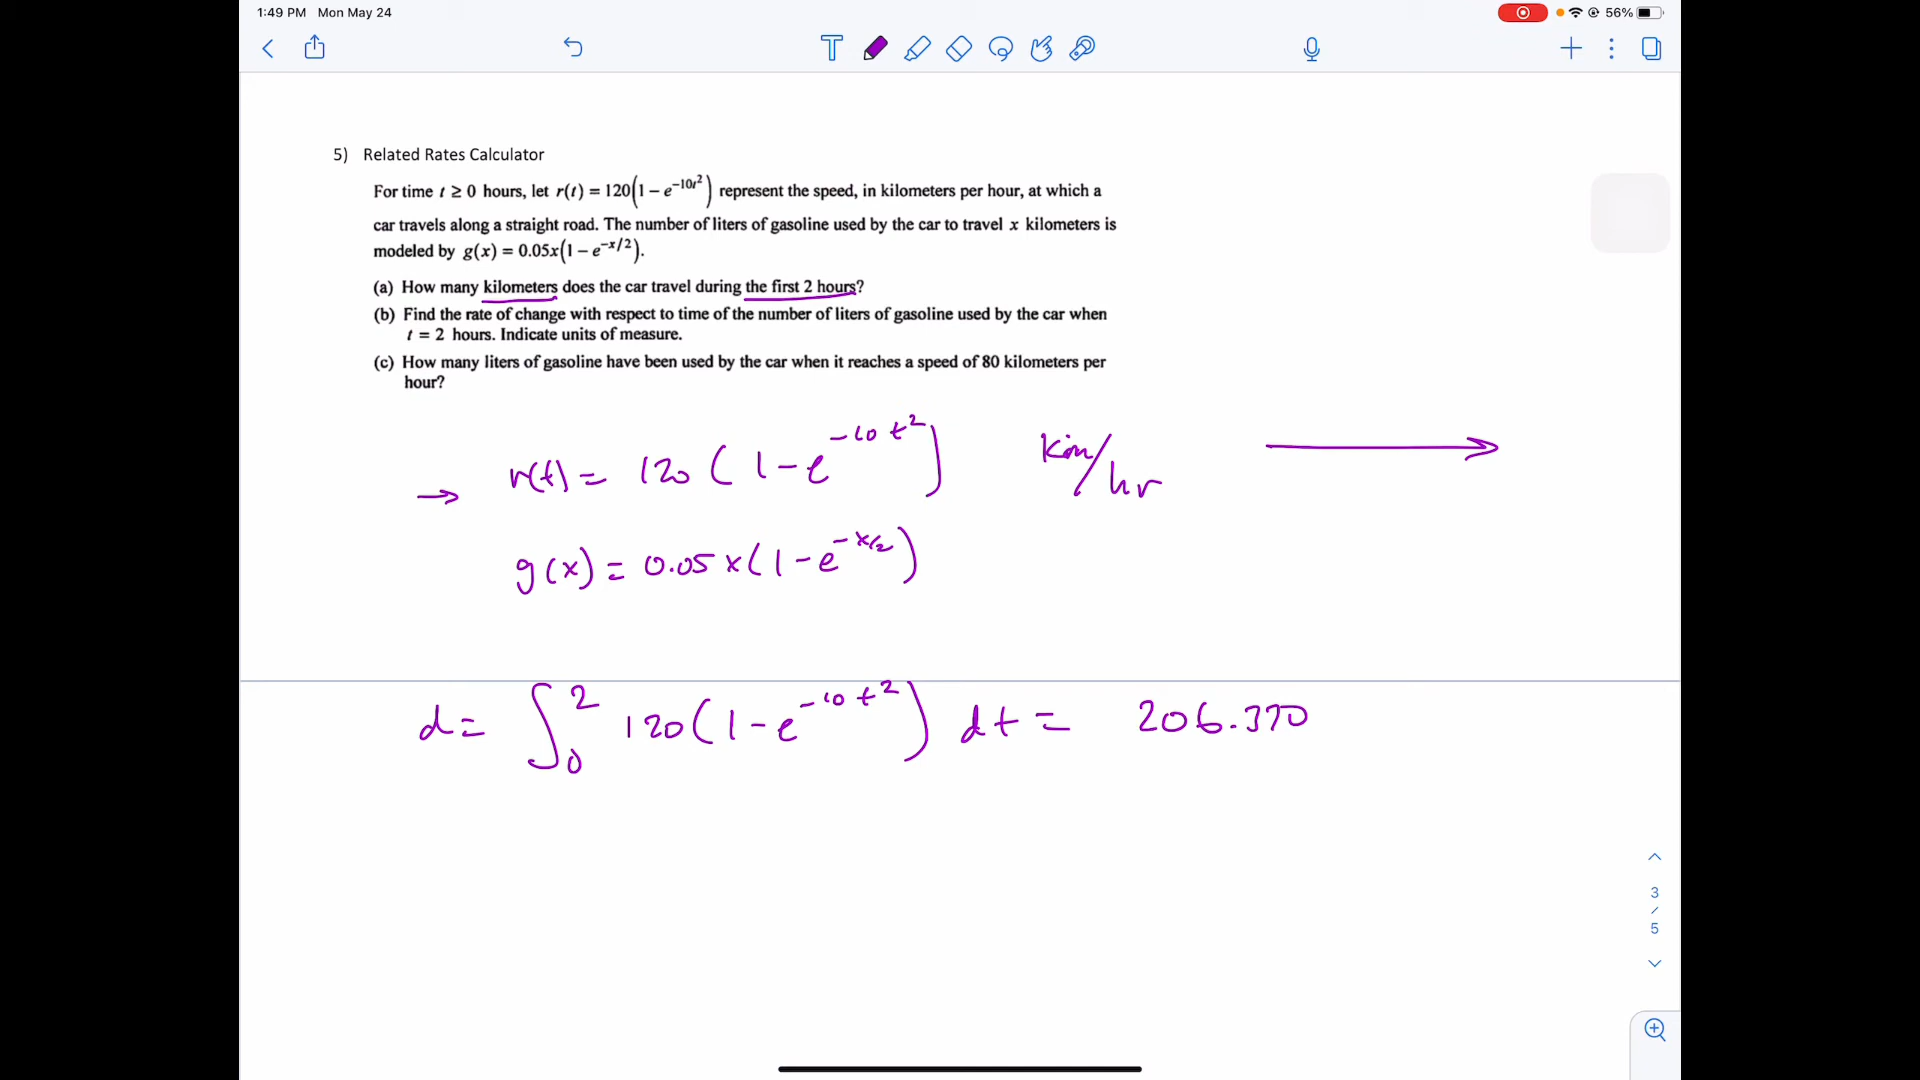 1:49 PM Mon May 24
56%
5) Related Rates Calculator
For time t ≥ 0 hours, let r(t) = 120(1 − e^{−10t²}) represent the speed, in kilometers per hour, at which a
car travels along a straight road. The number of liters of gasoline used by the car to travel x kilometers is
modeled by g(x) = 0.05x(1 − e^{−x/2}).
(a) How many kilometers does the car travel during the first 2 hours?
(b) Find the rate of change with respect to time of the number of liters of gasoline used by the car when
t = 2 hours. Indicate units of measure.
(c) How many liters of gasoline have been used by the car when it reaches a speed of 80 kilometers per
hour?
→ r(t) = 120 (1 − e^{−10t²}) km/hr
g(x) = 0.05x(1 − e^{−x/2})
d = ∫₀² 120(1 − e^{−10t²}) dt = 206.370
3
/
5